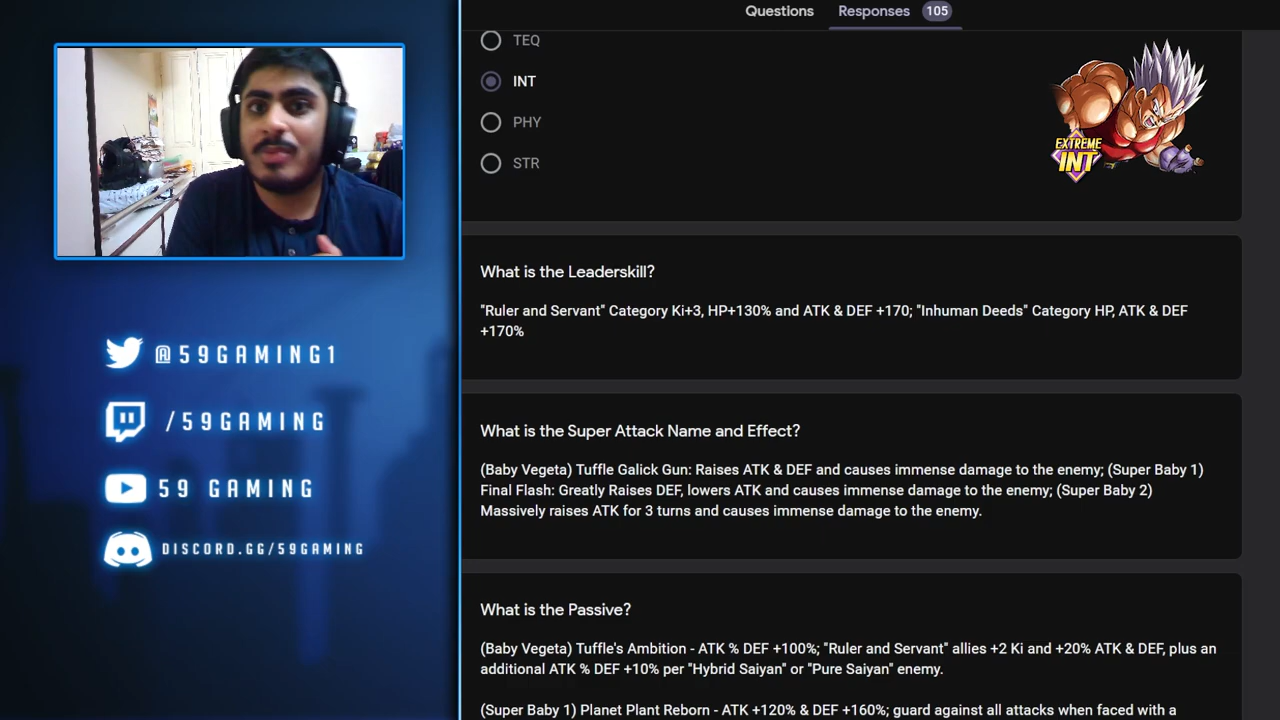 Questions
Responses 105
TEQ
INT
PHY
STR
EXTREME
INT
What is the Leaderskill?
"Ruler and Servant" Category Ki+3, HP+130% and ATK & DEF +170; "Inhuman Deeds" Category HP, ATK & DEF
+170%
What is the Super Attack Name and Effect?
(Baby Vegeta) Tuffle Galick Gun: Raises ATK & DEF and causes immense damage to the enemy; (Super Baby 1)
Final Flash: Greatly Raises DEF, lowers ATK and causes immense damage to the enemy; (Super Baby 2)
Massively raises ATK for 3 turns and causes immense damage to the enemy.
What is the Passive?
(Baby Vegeta) Tuffle's Ambition - ATK % DEF +100%; "Ruler and Servant" allies +2 Ki and +20% ATK & DEF, plus an
additional ATK % DEF +10% per "Hybrid Saiyan" or "Pure Saiyan" enemy.
(Super Baby 1) Planet Plant Reborn - ATK +120% & DEF +160%; guard against all attacks when faced with a
@59GAMING1
/59GAMING
59 GAMING
DISCORD.GG/59GAMING